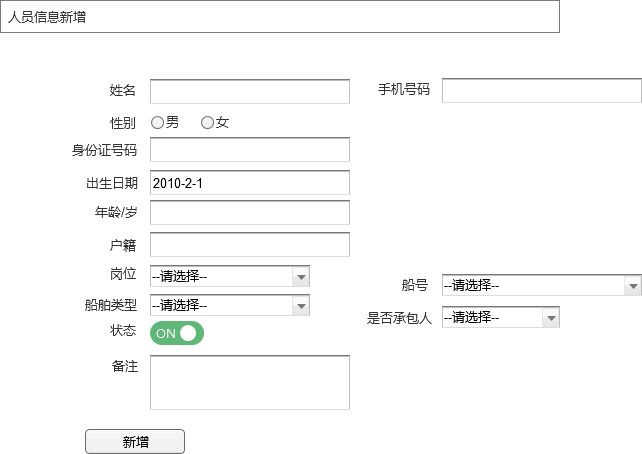 人员信息新增
姓名
手机号码
性别 男 女
身份证号码
出生日期 2010-2-1
年龄/岁
户籍
岗位 --请选择--
船号 --请选择--
船舶类型 --请选择--
是否承包人 --请选择--
状态 ON
备注
新增